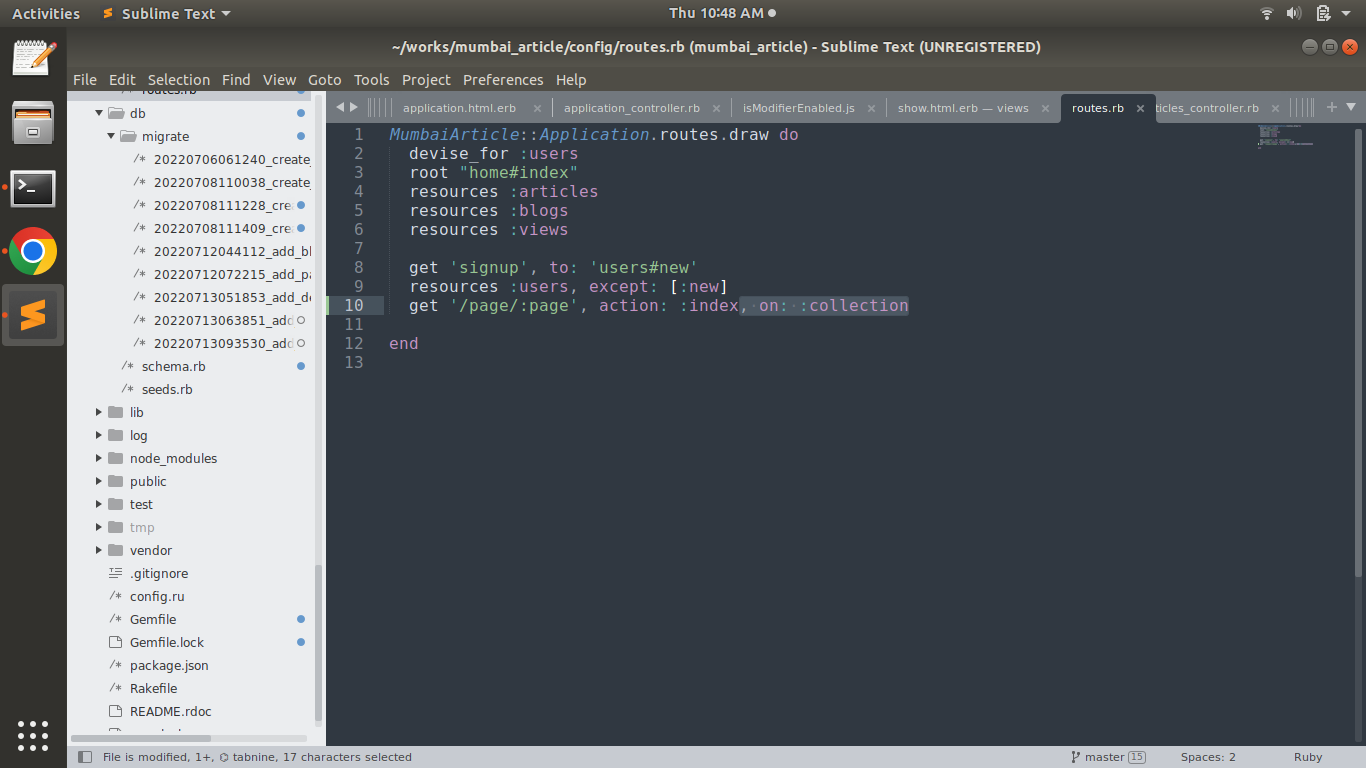 Activities Sublime Text Thu 10:48 AM
~/works/mumbai_article/config/routes.rb (mumbai_article) - Sublime Text (UNREGISTERED)
File Edit Selection Find View Goto Tools Project Preferences Help
routes.rb
db
migrate
/* 20220706061240_create_
/* 20220708110038_create_
/* 20220708111228_cre
/* 20220708111409_cre
/* 20220712044112_add_bl
/* 20220712072215_add_pa
/* 20220713051853_add_de
/* 20220713063851_add
/* 20220713093530_add
/* schema.rb
/* seeds.rb
lib
log
node_modules
public
test
tmp
vendor
.gitignore
/* config.ru
/* Gemfile
Gemfile.lock
/* package.json
/* Rakefile
README.rdoc
application.html.erb × application_controller.rb × isModifierEnabled.js × show.html.erb — views × routes.rb × ticles_controller.rb × +
1 MumbaiArticle::Application.routes.draw do
2 devise_for :users
3 root "home#index"
4 resources :articles
5 resources :blogs
6 resources :views
7
8 get 'signup', to: 'users#new'
9 resources :users, except: [:new]
10 get '/page/:page', action: :index, on: :collection
11
12 end
13
File is modified, 1+, tabnine, 17 characters selected master 15 Spaces: 2 Ruby